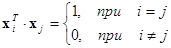 x_i^T · x_j = { 1, при i = j
0, при i ≠ j